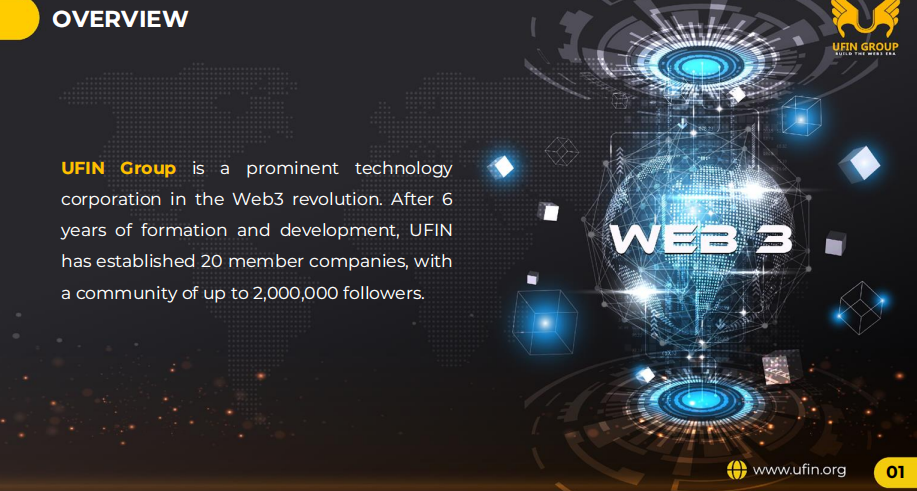 OVERVIEW
UFIN GROUP
BUILD THE WEB3 ERA
UFIN Group is a prominent technology
corporation in the Web3 revolution. After 6
years of formation and development, UFIN
has established 20 member companies, with
a community of up to 2,000,000 followers.
WEB 3
www.ufin.org
01